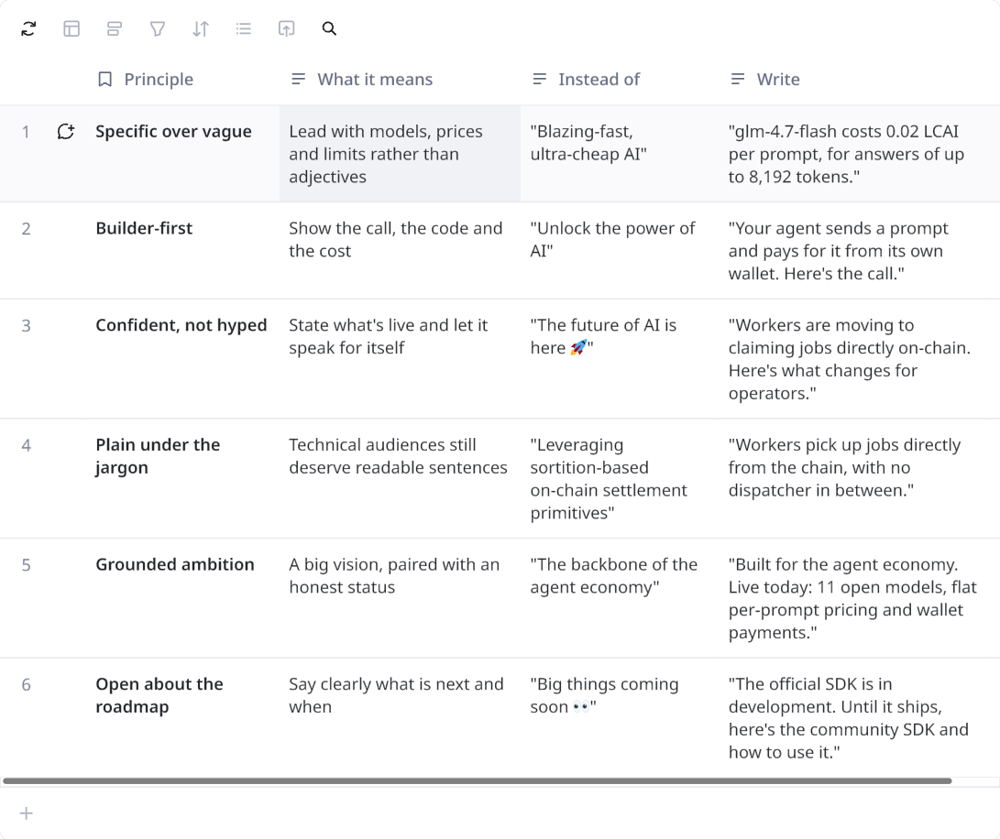 Principle
What it means
Instead of
Write
1
Specific over vague
Lead with models, prices
and limits rather than
adjectives
"Blazing-fast,
ultra-cheap AI"
"glm-4.7-flash costs 0.02 LCAI
per prompt, for answers of up
to 8,192 tokens."
2
Builder-first
Show the call, the code and
the cost
"Unlock the power of
AI"
"Your agent sends a prompt
and pays for it from its own
wallet. Here's the call."
3
Confident, not hyped
State what's live and let it
speak for itself
"The future of AI is
here 🚀"
"Workers are moving to
claiming jobs directly on-chain.
Here's what changes for
operators."
4
Plain under the
jargon
Technical audiences still
deserve readable sentences
"Leveraging
sortition-based
on-chain settlement
primitives"
"Workers pick up jobs directly
from the chain, with no
dispatcher in between."
5
Grounded ambition
A big vision, paired with an
honest status
"The backbone of the
agent economy"
"Built for the agent economy.
Live today: 11 open models, flat
per-prompt pricing and wallet
payments."
6
Open about the
roadmap
Say clearly what is next and
when
"Big things coming
soon 👀"
"The official SDK is in
development. Until it ships,
here's the community SDK and
how to use it."